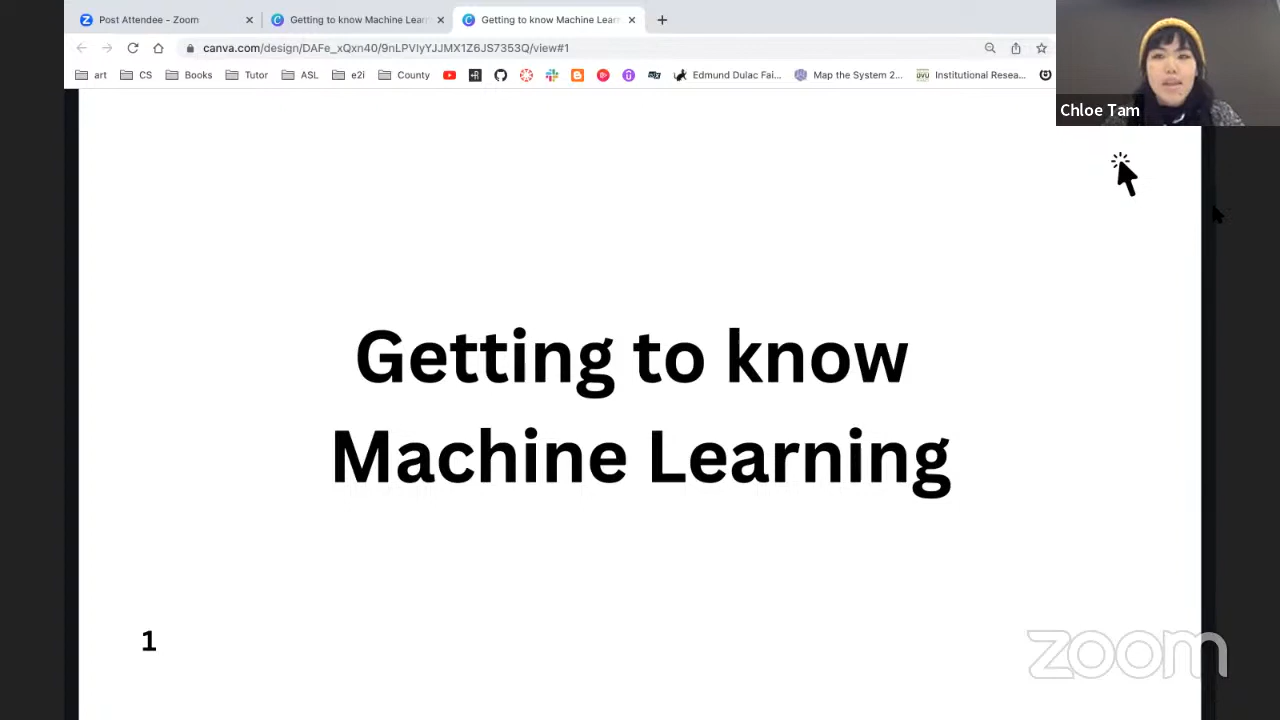 Post Attendee - Zoom
Getting to know Machine Lear
Getting to know Machine Lear
canva.com/design/DAFe_xQxn40/9nLPVIyYJJMX1Z6JS7353Q/view#1
art CS Books Tutor ASL e2i County Edmund Dulac Fai... Map the System 2... UVU Institutional Resea...
Chloe Tam
Getting to know
Machine Learning
1
zoom